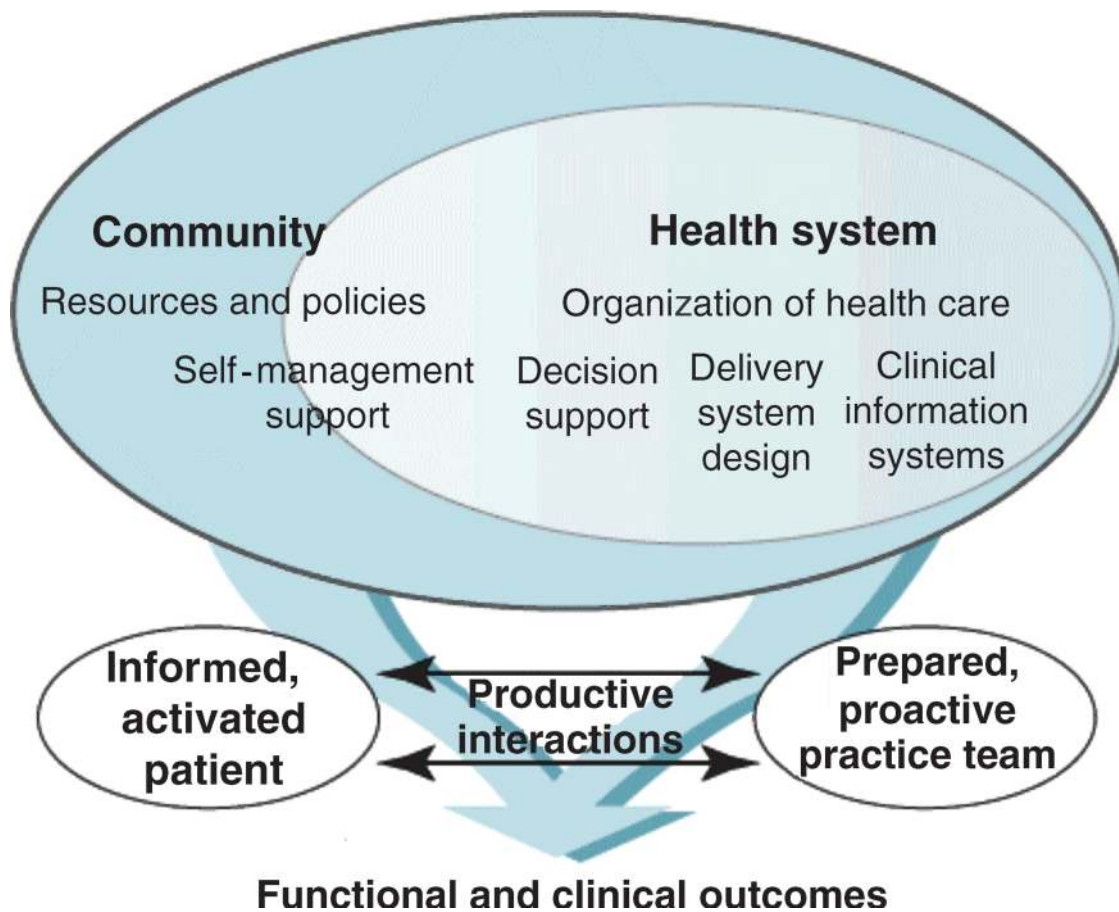 Community
Resources and policies
Self-management
support
Health system
Organization of health care
Decision
support
Delivery
system
design
Clinical
information
systems
Informed,
activated
patient
Productive
interactions
Prepared,
proactive
practice team
Functional and clinical outcomes